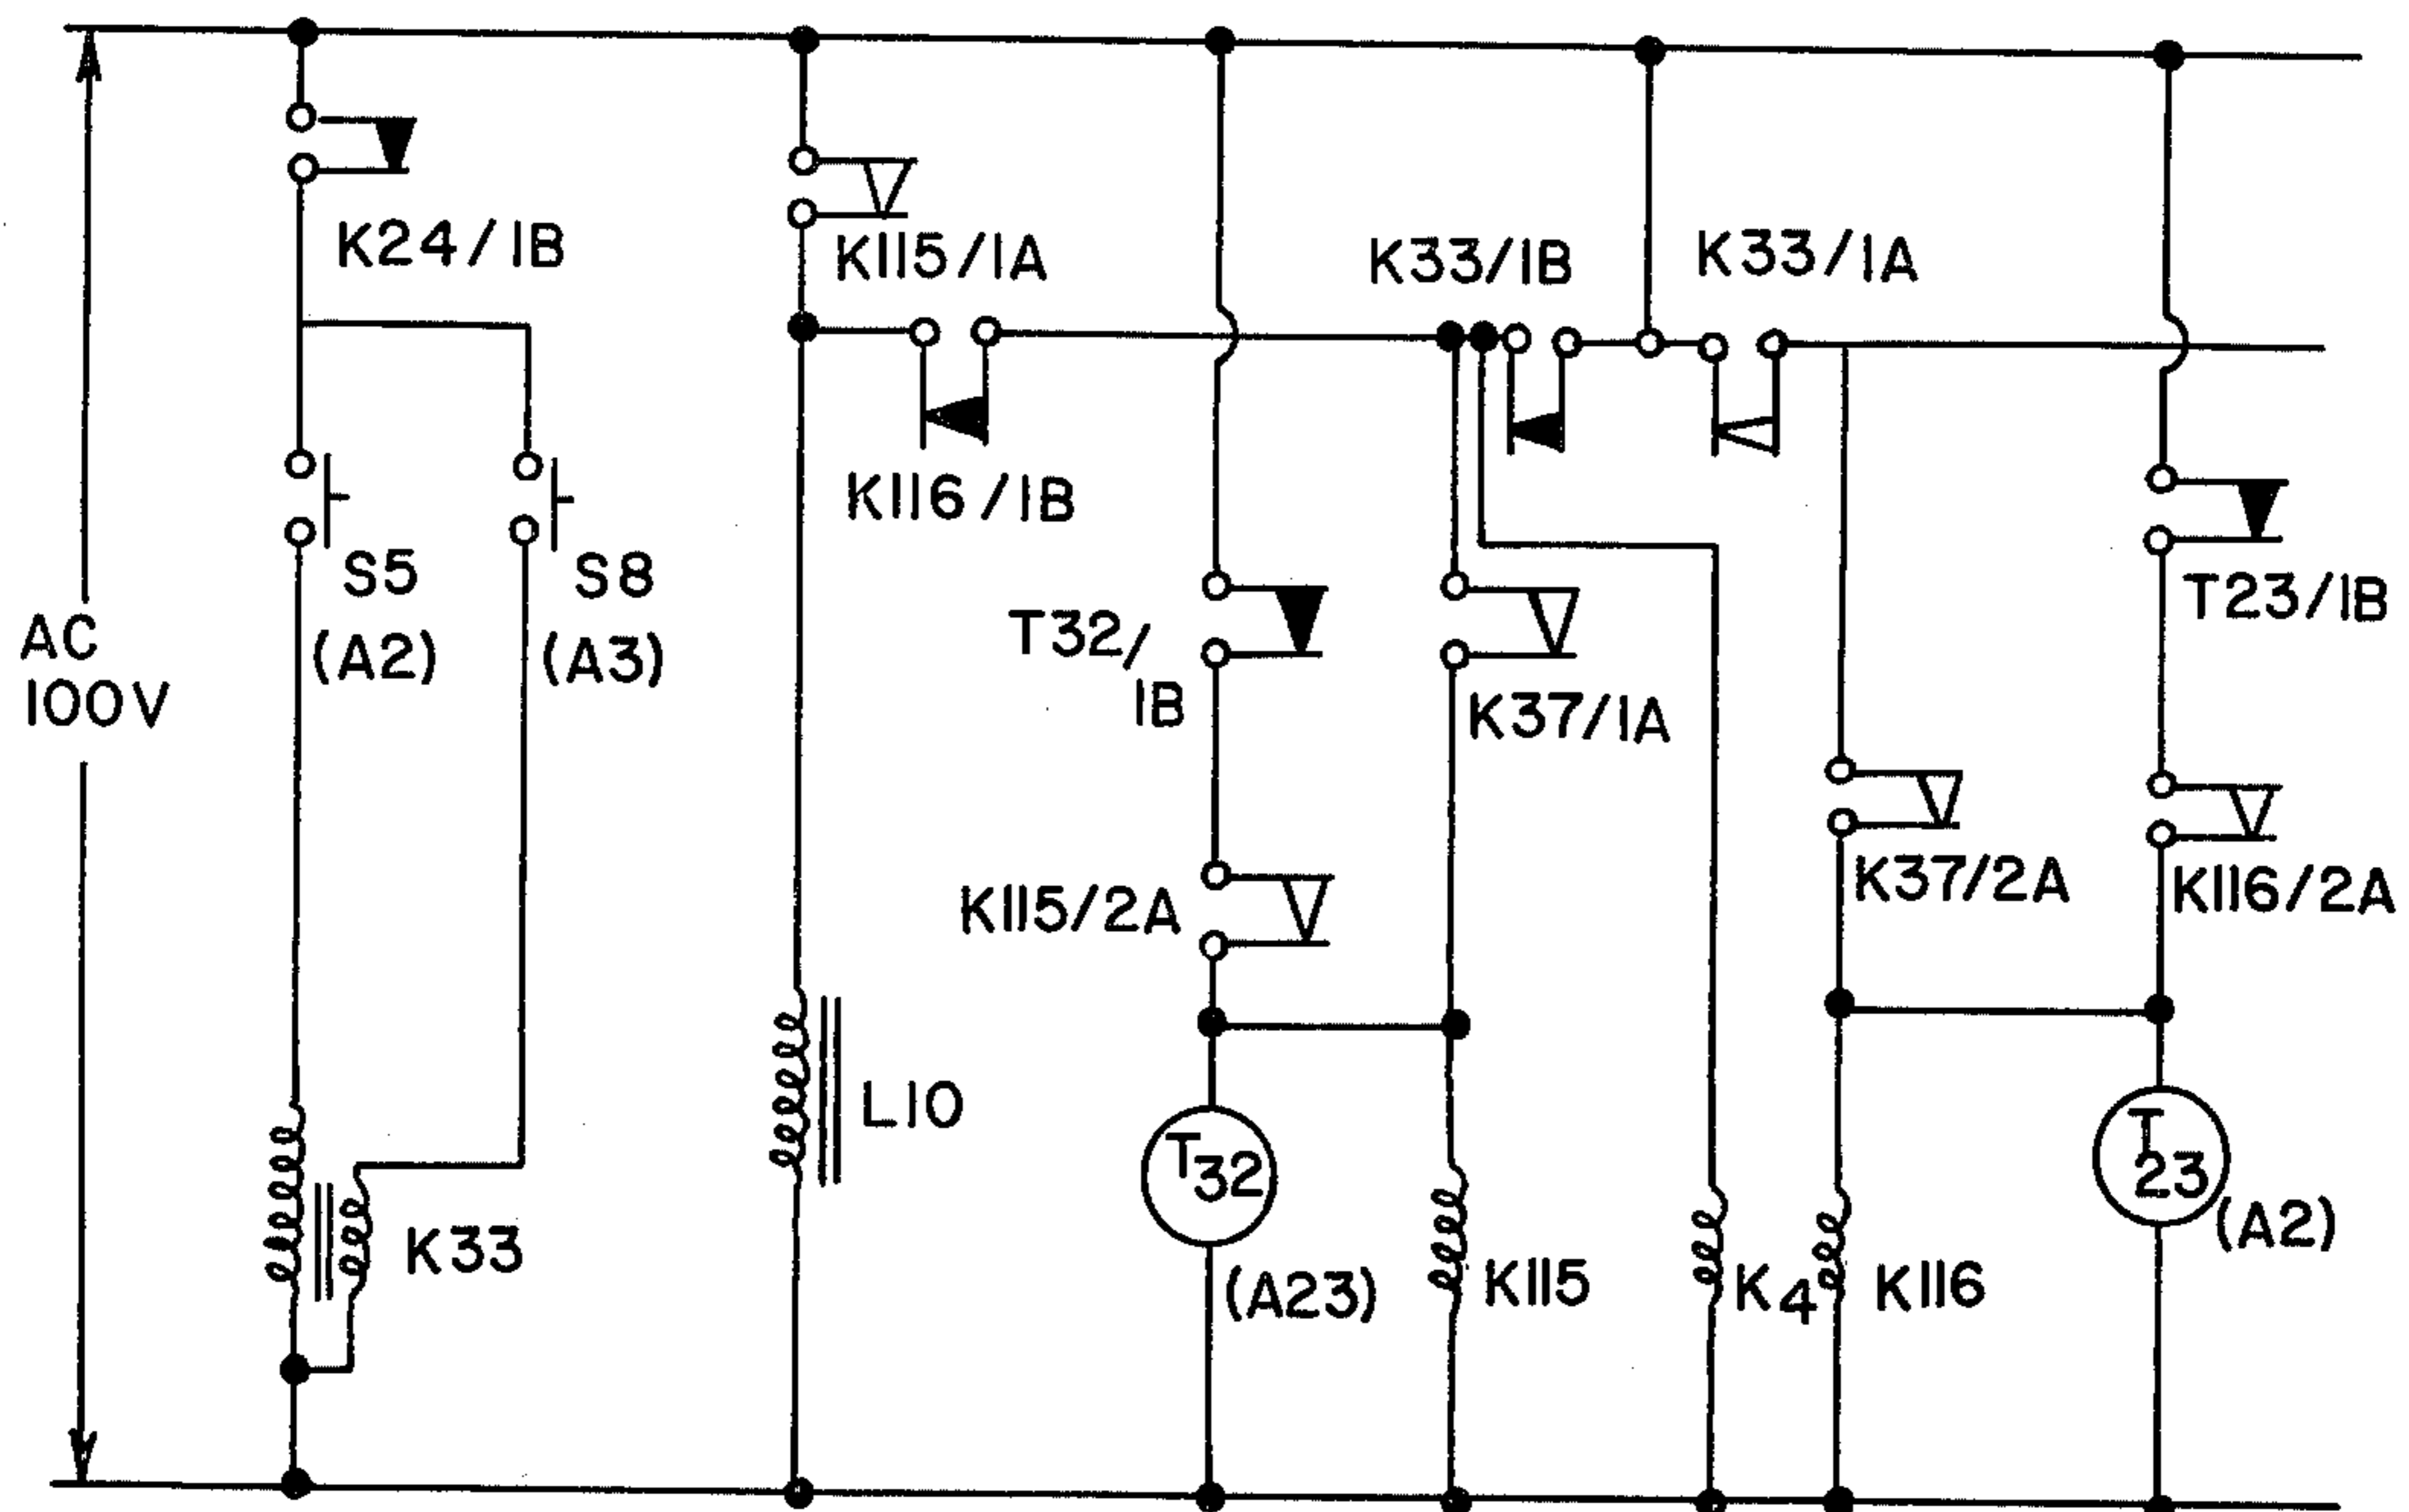 K24/1B
K115/1A
K33/1B
K33/1A
K116/1B
S5
(A2)
S8
(A3)
T32/
1B
T23/1B
AC
100V
K37/1A
K115/2A
K37/2A
K116/2A
L10
T
32
(A23)
T
23
(A2)
K33
K115
K4
K116